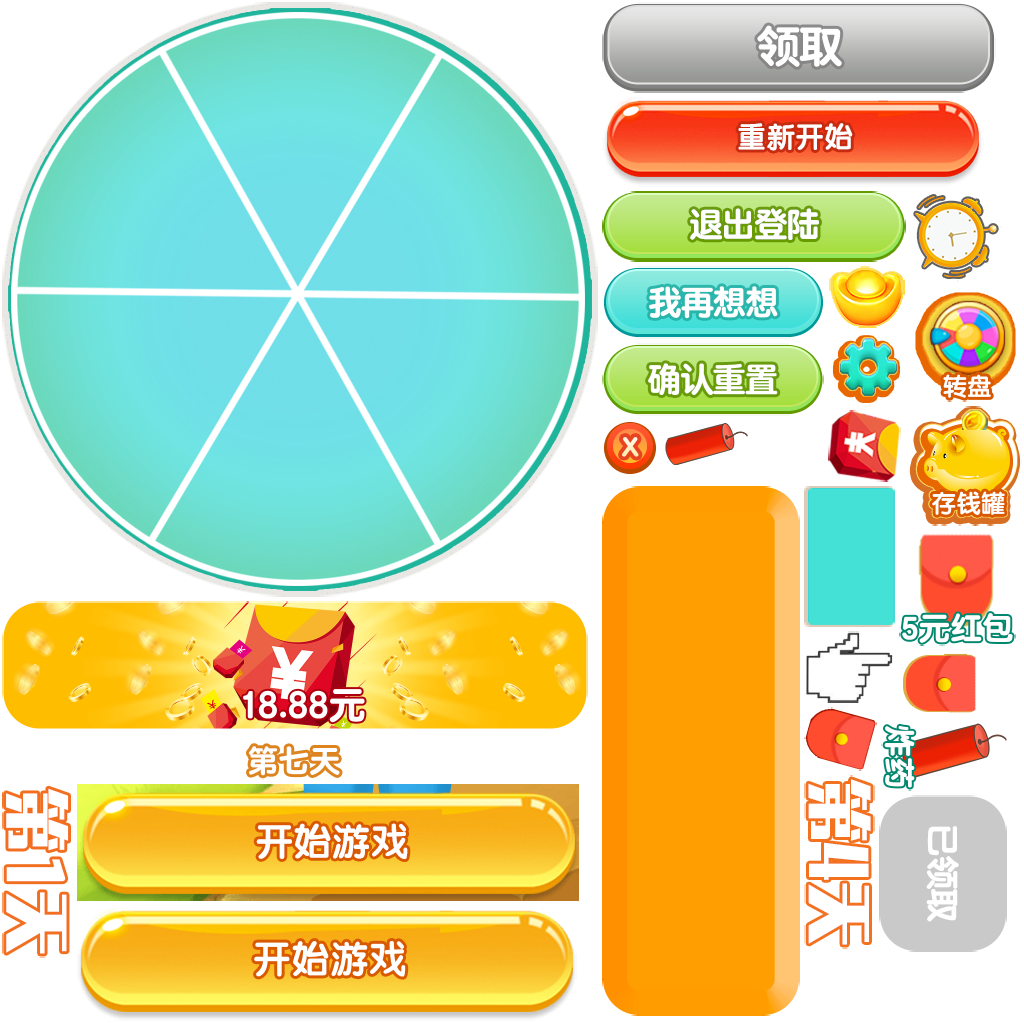 领取
重新开始
退出登陆
我再想想
确认重置
转盘
存钱罐
5元红包
¥
18.88元
第七天
炸药
第1天
开始游戏
第4天
已领取
开始游戏